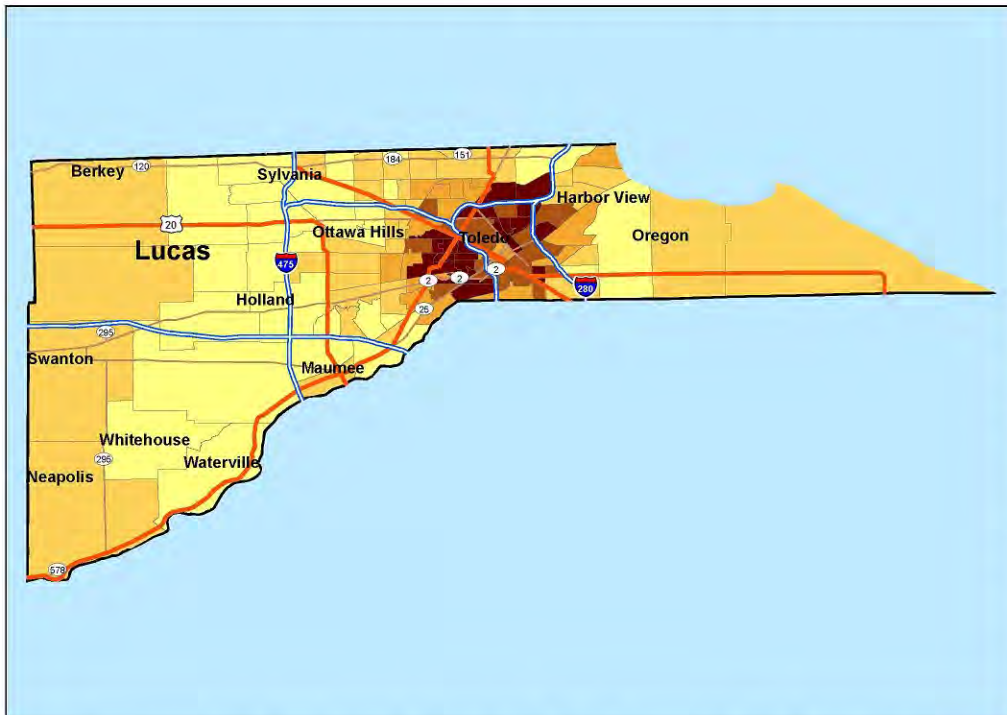 184
151
Berkey
120
Sylvania
Harbor View
20
Ottawa Hills
Toledo
Oregon
Lucas
475
2
2
2
280
Holland
25
295
Swanton
Maumee
Whitehouse
295
Waterville
Neapolis
578